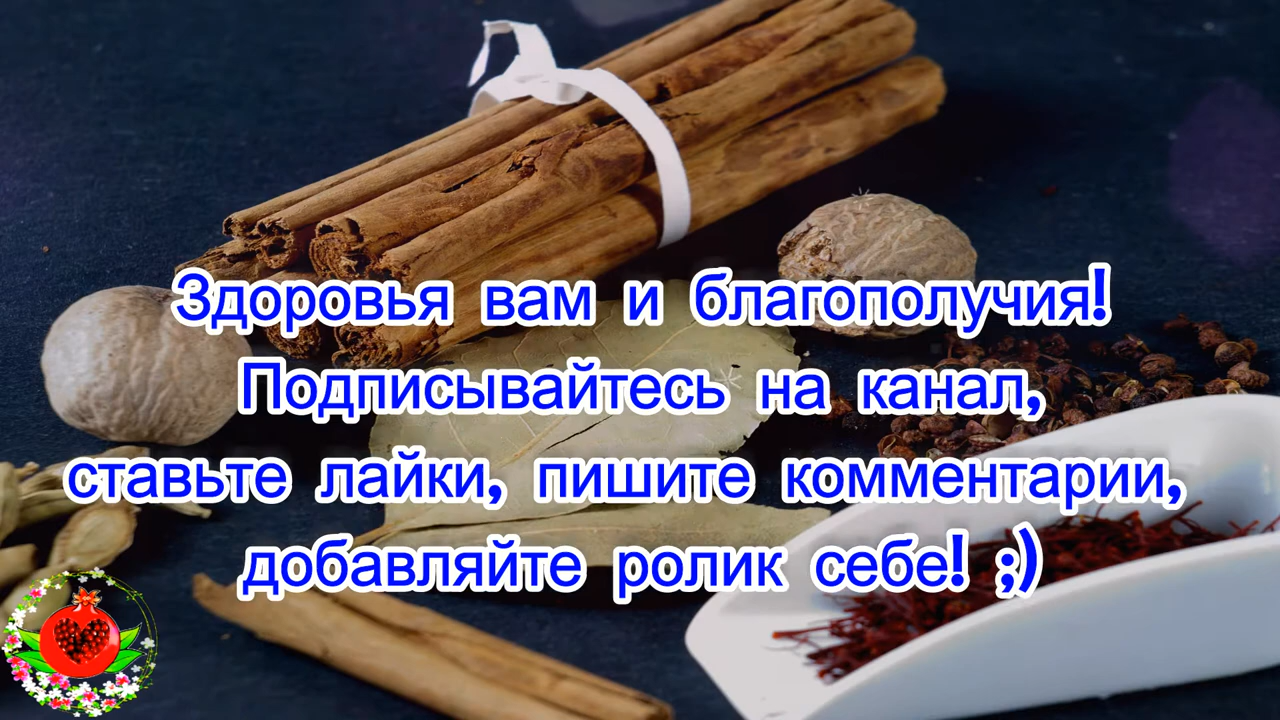 Здоровья вам и благополучия!
Подписывайтесь на канал,
ставьте лайки, пишите комментарии,
добавляйте ролик себе! ;)